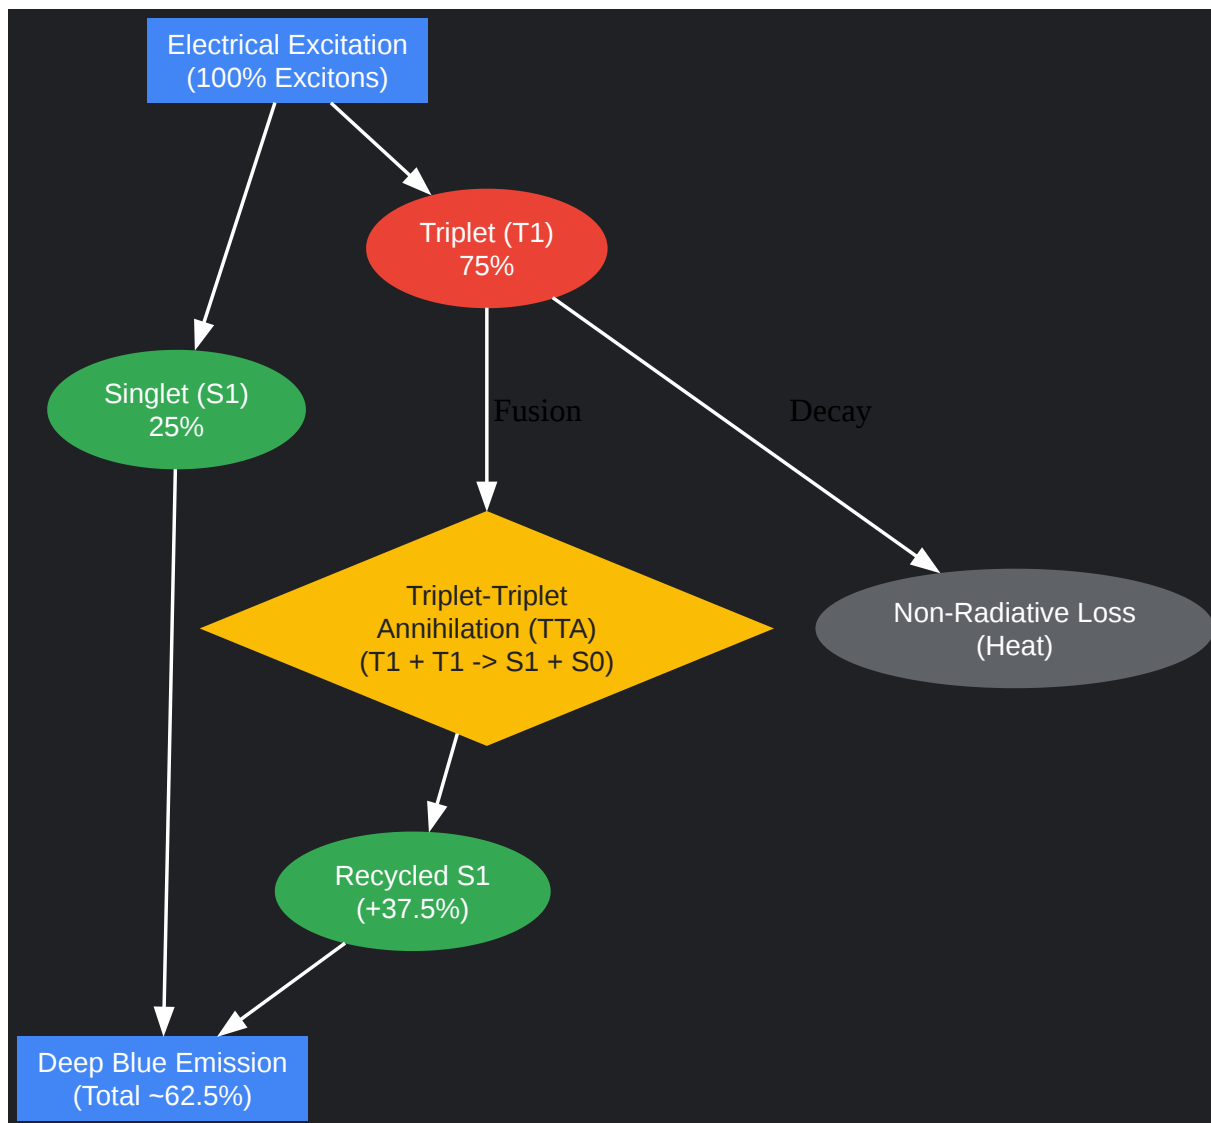 Electrical Excitation
(100% Excitons)
Triplet (T1)
75%
Singlet (S1)
25%
Fusion
Decay
Triplet-Triplet
Annihilation (TTA)
(T1 + T1 -> S1 + S0)
Non-Radiative Loss
(Heat)
Recycled S1
(+37.5%)
Deep Blue Emission
(Total ~62.5%)